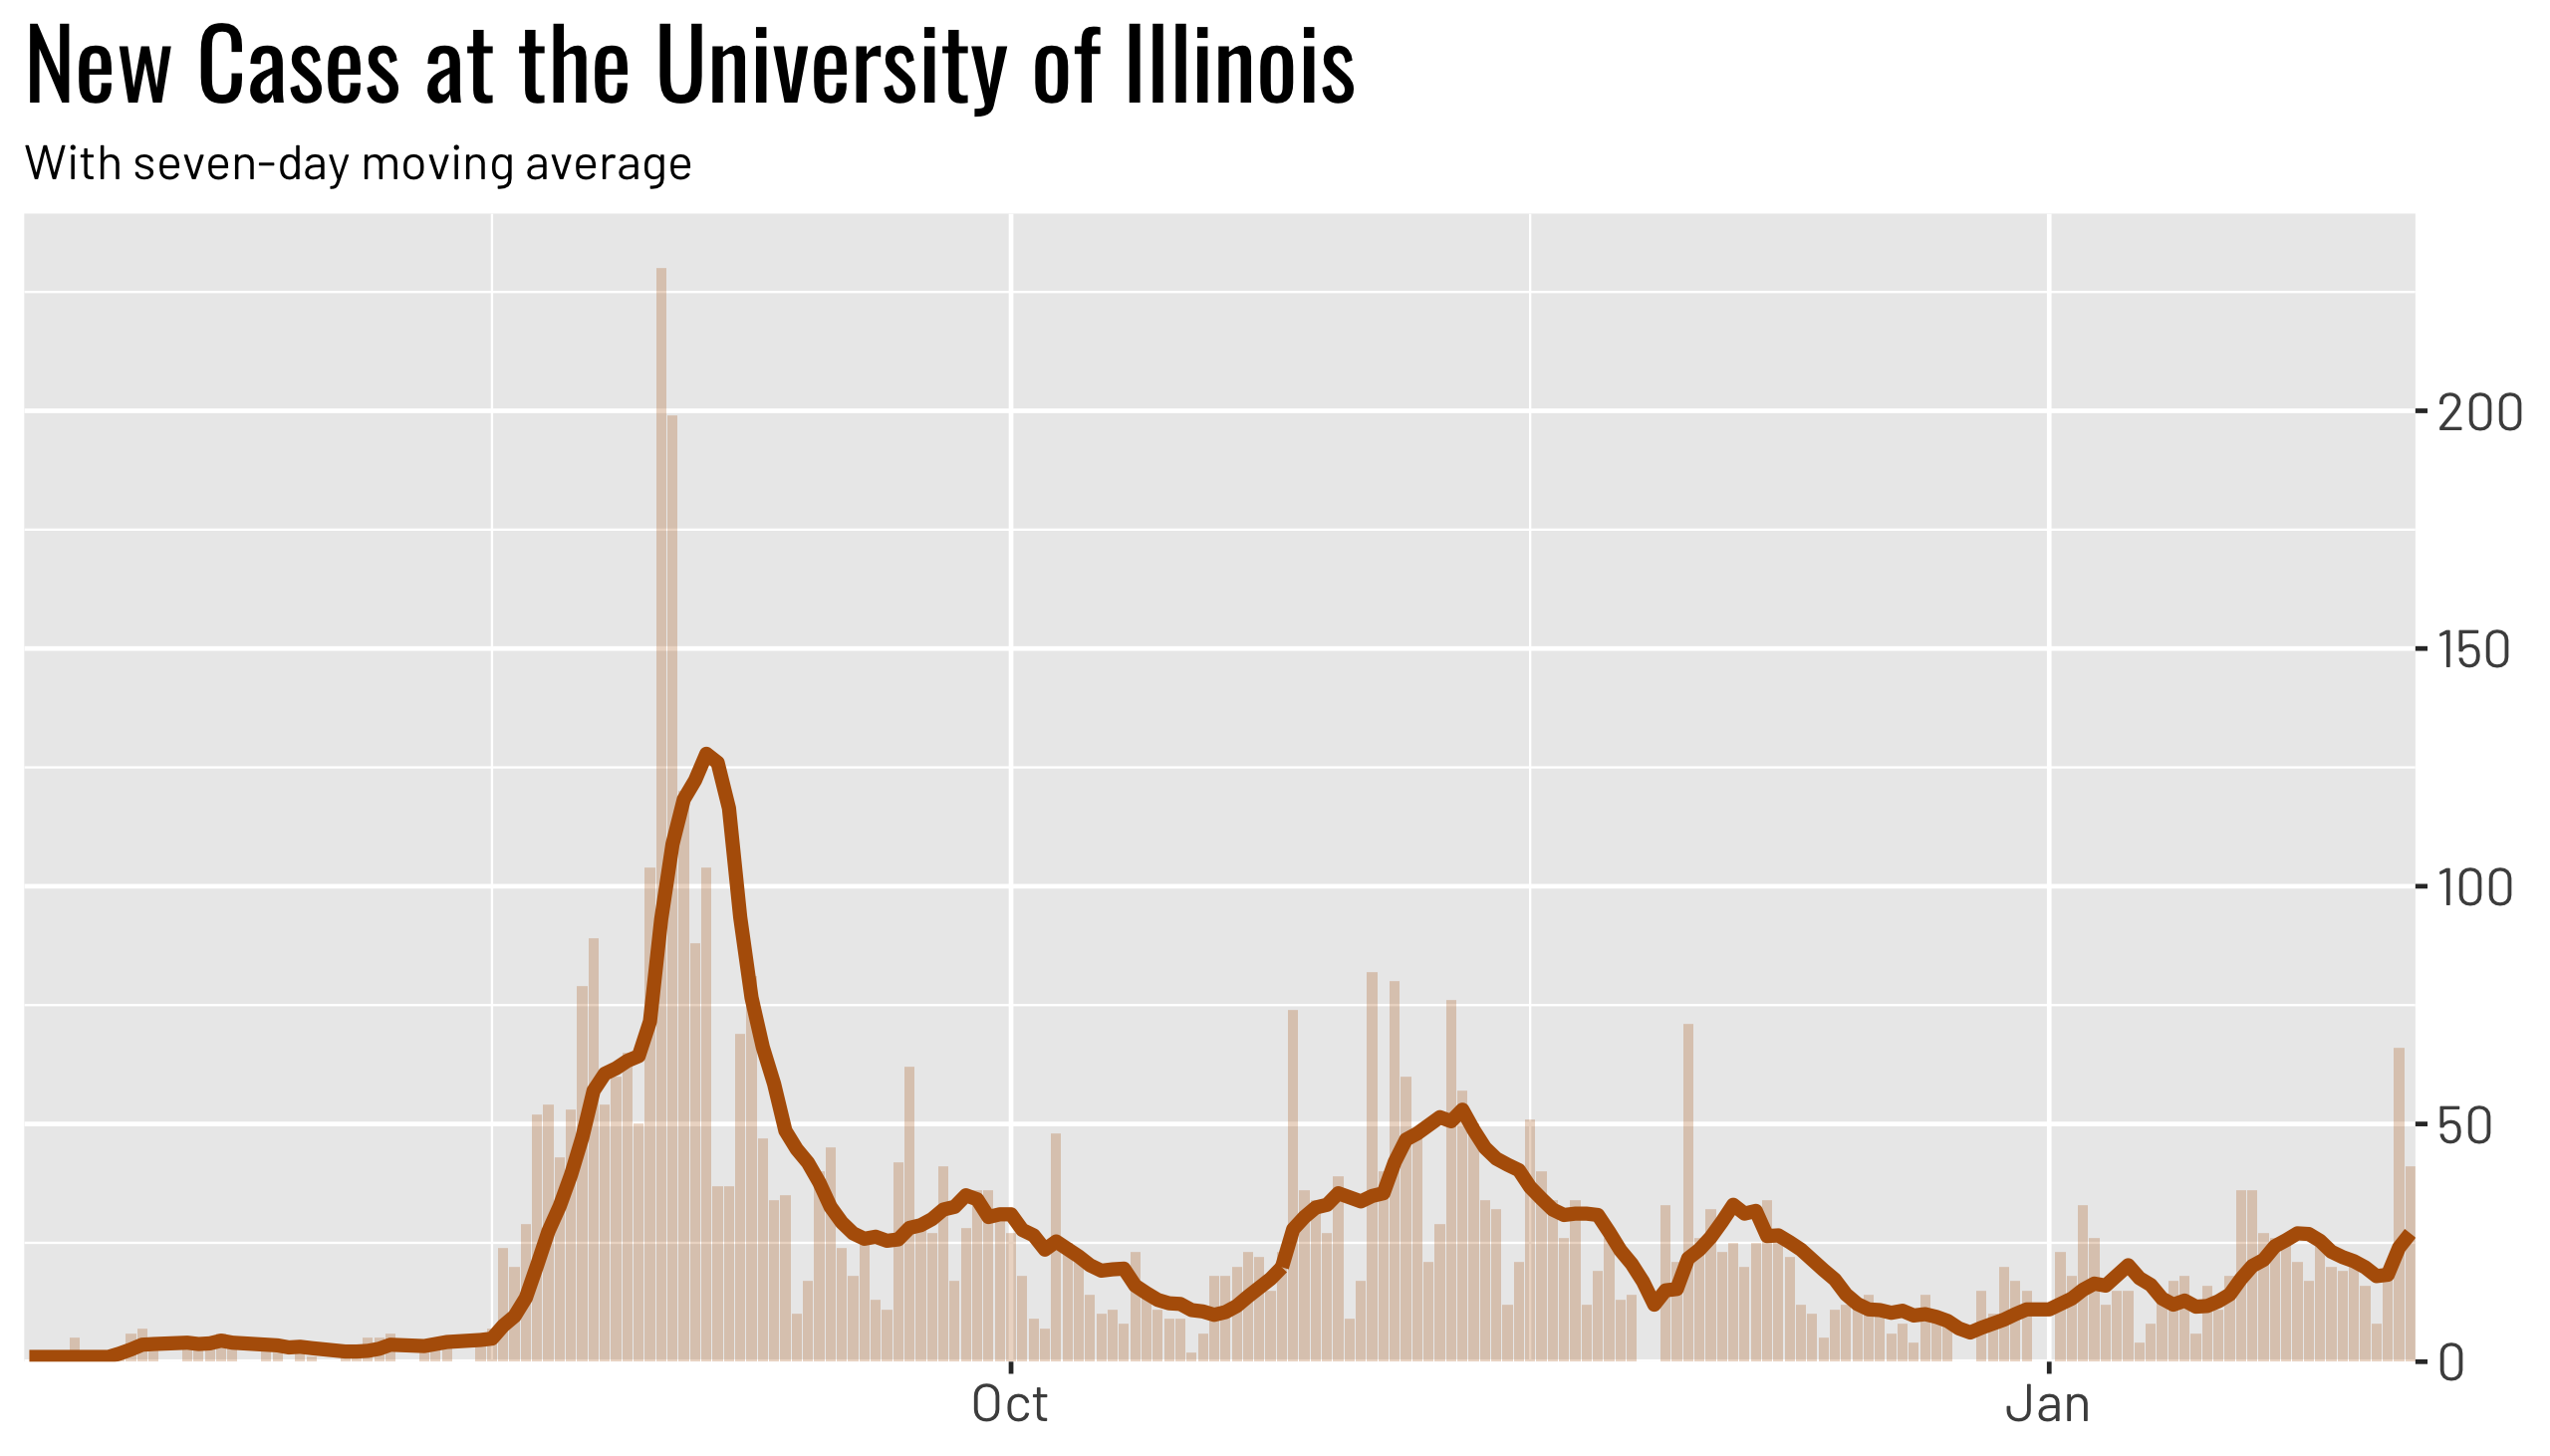 New Cases at the University of Illinois
With seven-day moving average
200
150
100
50
0
Oct Jan